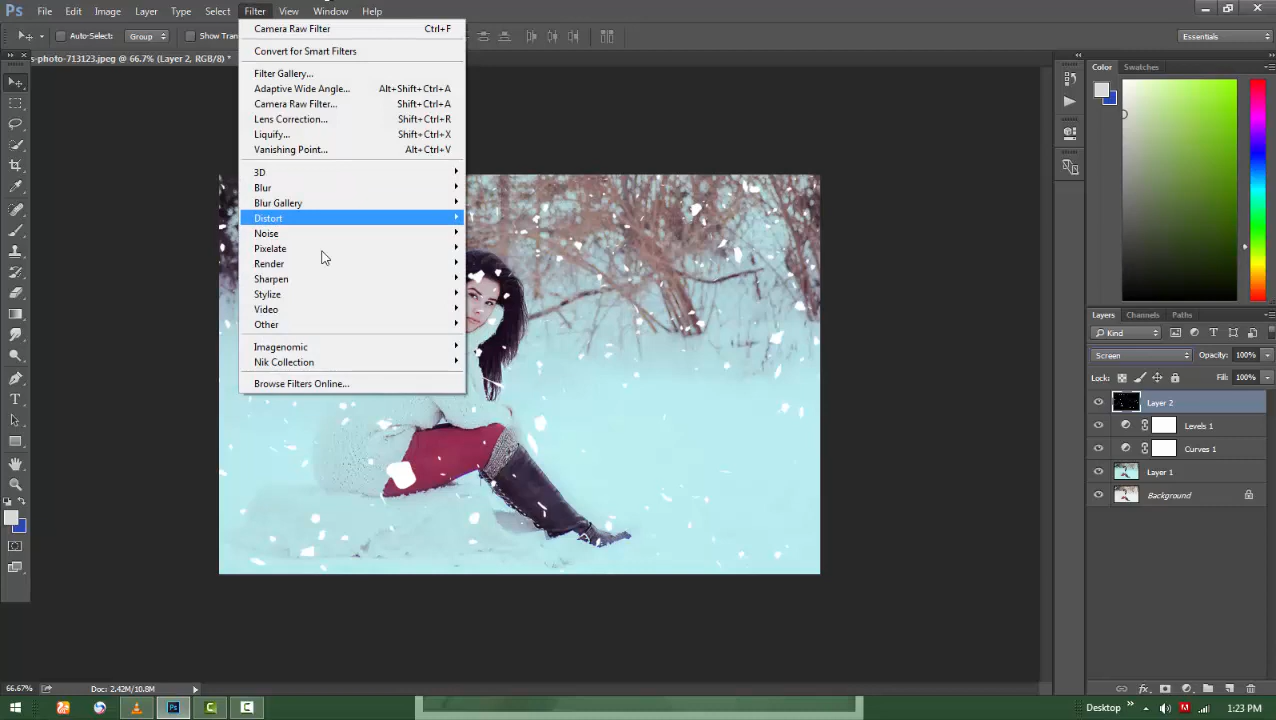 Ps File Edit Image Layer Type Select Filter View Window Help
Auto-Select: Group Show Tran Essentials
s-photo-713123.jpeg @ 66.7% (Layer 2, RGB/8) *
Camera Raw Filter Ctrl+F
Convert for Smart Filters
Filter Gallery...
Adaptive Wide Angle... Alt+Shift+Ctrl+A
Camera Raw Filter... Shift+Ctrl+A
Lens Correction... Shift+Ctrl+R
Liquify... Shift+Ctrl+X
Vanishing Point... Alt+Ctrl+V
3D
Blur
Blur Gallery
Distort
Noise
Pixelate
Render
Sharpen
Stylize
Video
Other
Imagenomic
Nik Collection
Browse Filters Online...
Color Swatches
Layers Channels Paths
Kind
Screen Opacity: 100%
Lock: Fill: 100%
Layer 2
Levels 1
Curves 1
Layer 1
Background
66.67% Doc: 2.42M/10.8M
Desktop 1:23 PM